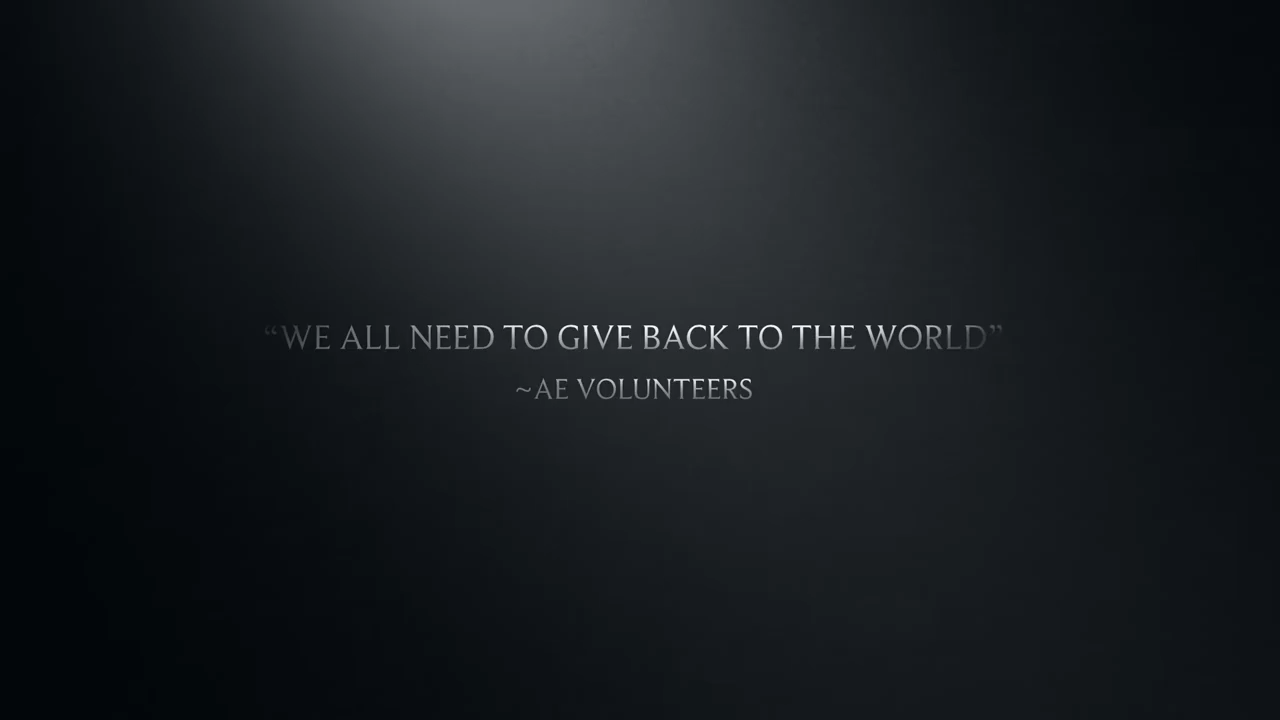 “WE ALL NEED TO GIVE BACK TO THE WORLD”
~AE VOLUNTEERS